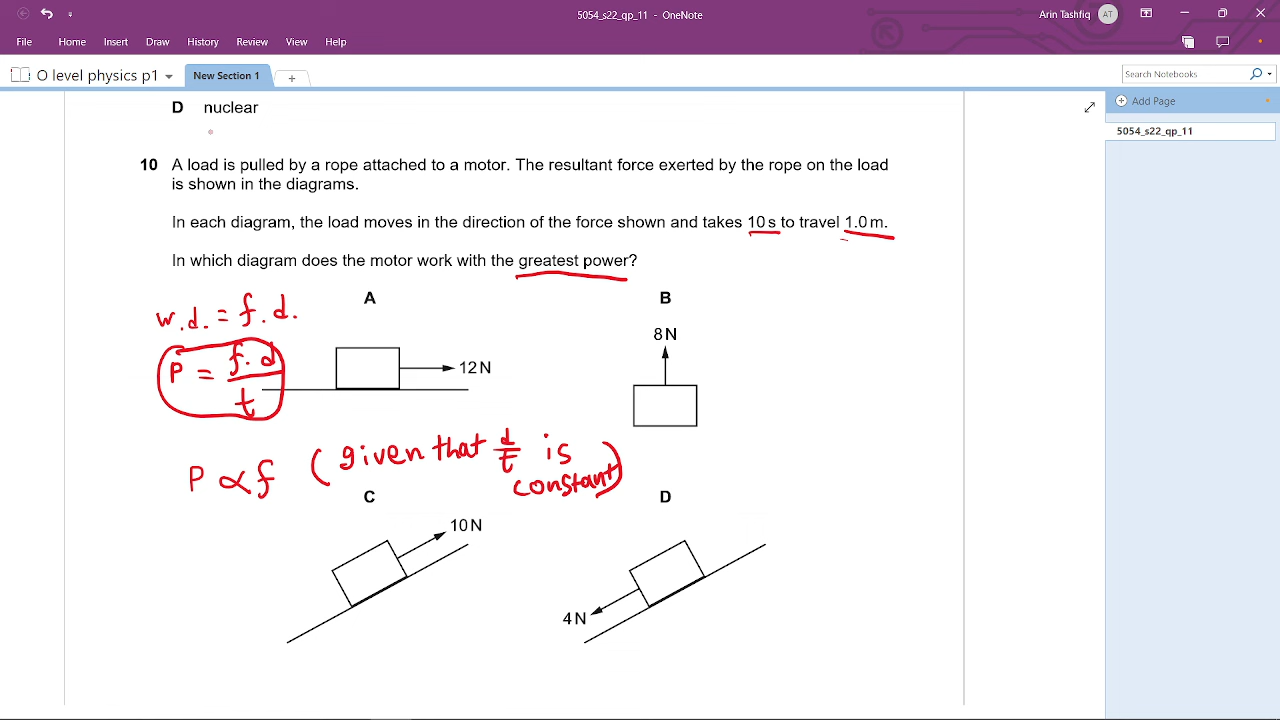 5054_s22_qp_11 - OneNote
Arin Tashfiq AT
File Home Insert Draw History Review View Help
O level physics p1 New Section 1 +
Search Notebooks
Add Page
5054_s22_qp_11
D nuclear
10 A load is pulled by a rope attached to a motor. The resultant force exerted by the rope on the load
is shown in the diagrams.
In each diagram, the load moves in the direction of the force shown and takes 10 s to travel 1.0 m.
In which diagram does the motor work with the greatest power?
A
B
w.d. = f.d.
8 N
P = f.d / t
12 N
P ∝ f (given that d/t is
constant)
C
D
10 N
4 N